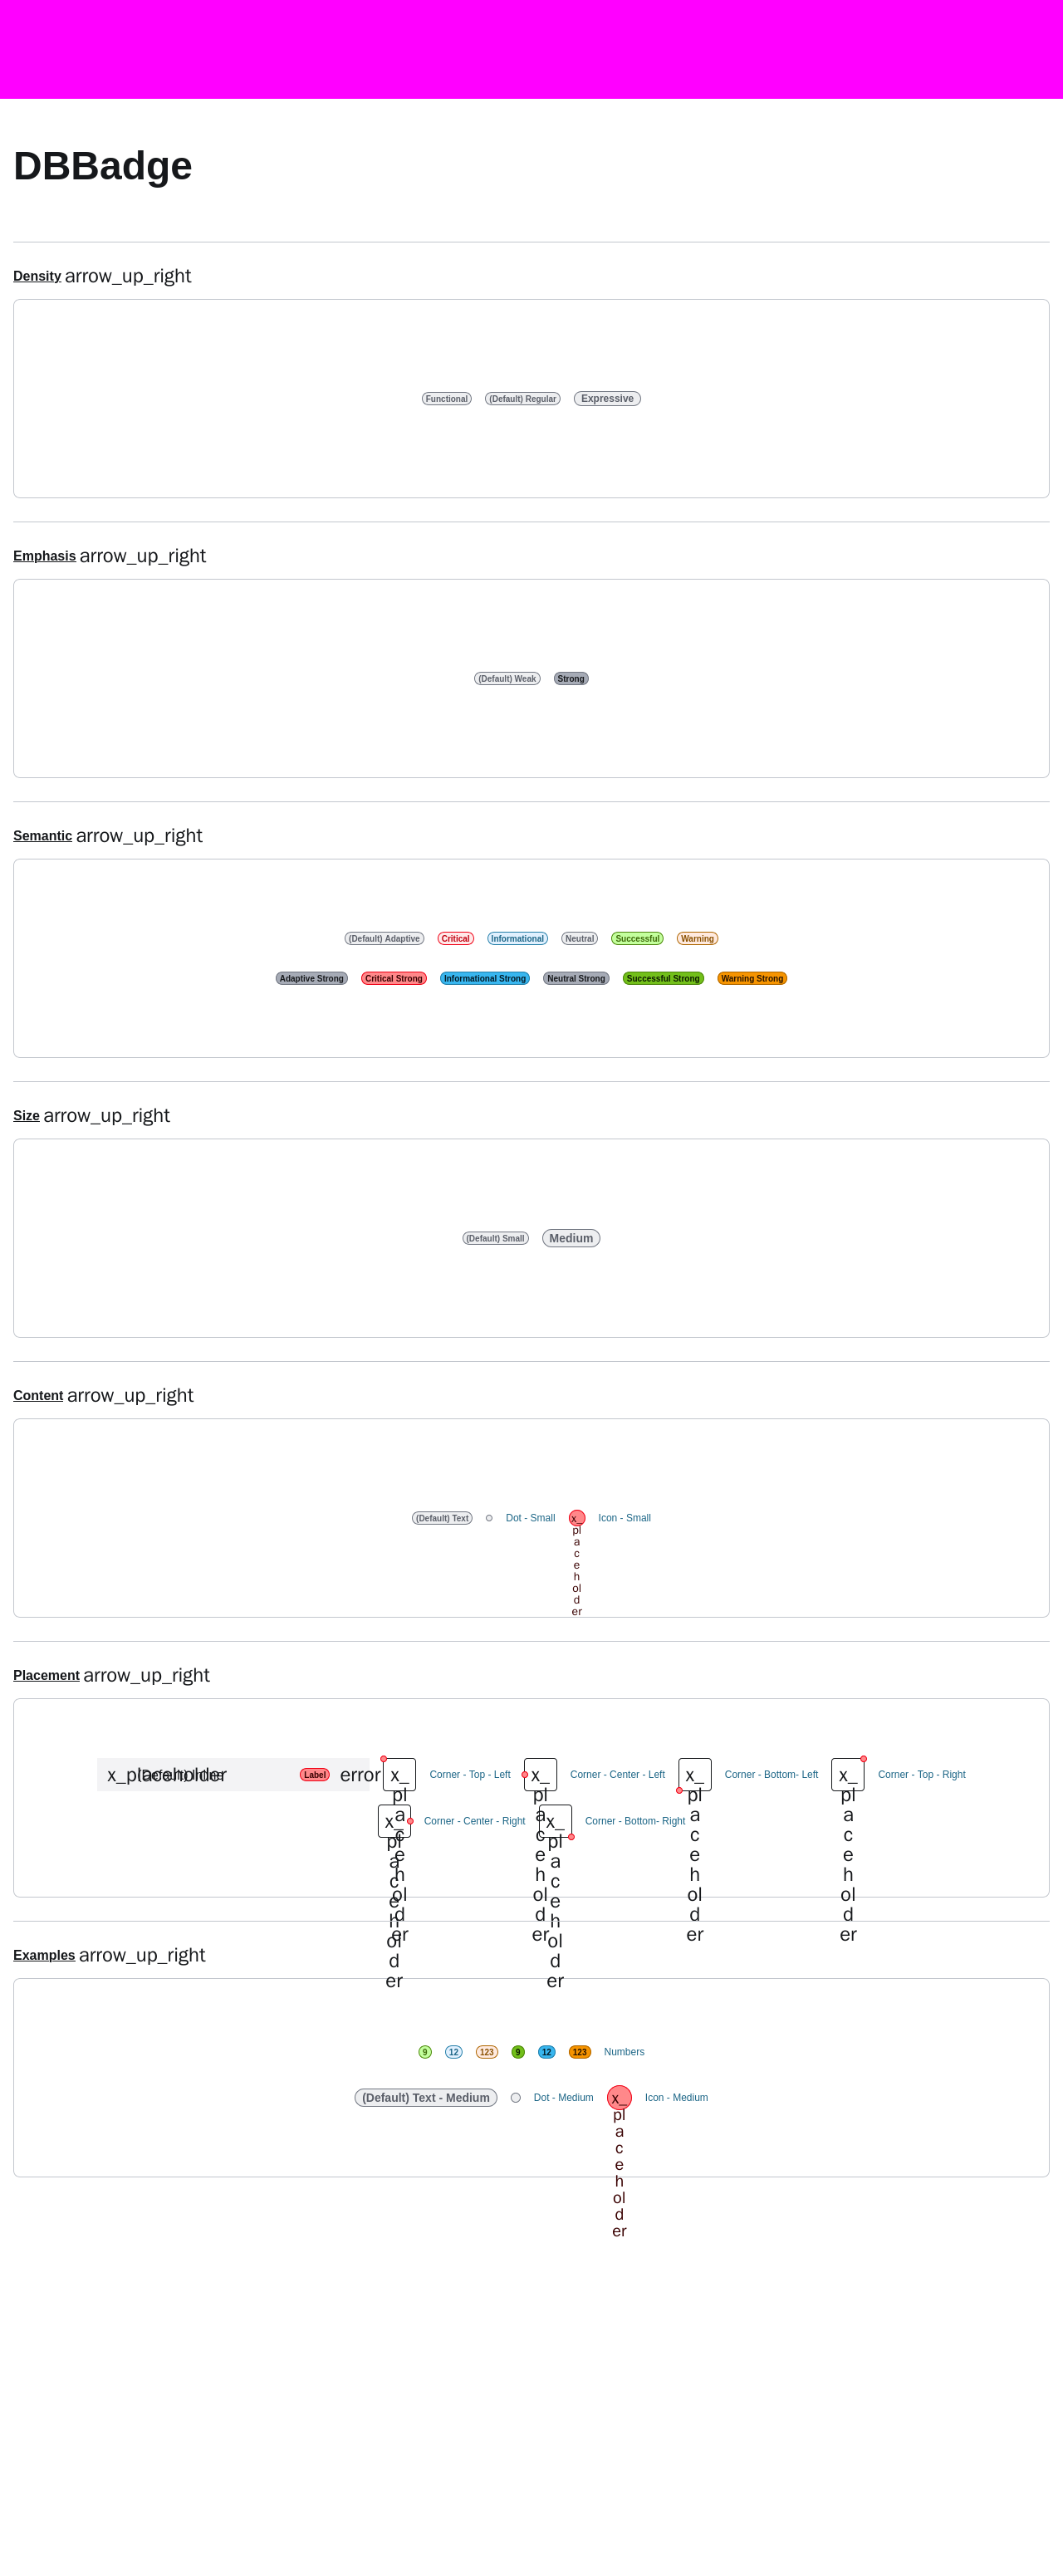 DBBadge
Density arrow_up_right
Functional (Default) Regular Expressive
Emphasis arrow_up_right
(Default) Weak Strong
Semantic arrow_up_right
(Default) Adaptive Critical Informational Neutral Successful Warning
Adaptive Strong Critical Strong Informational Strong Neutral Strong Successful Strong Warning Strong
Size arrow_up_right
(Default) Small Medium
Content arrow_up_right
(Default) Text Dot - Small x_placeholder Icon - Small
Placement arrow_up_right
x_placeholder (Default) Inline Label error x_placeholder Corner - Top - Left x_placeholder Corner - Center - Left x_placeholder Corner - Bottom- Left x_placeholder Corner - Top - Right
x_placeholder Corner - Center - Right x_placeholder Corner - Bottom- Right
Examples arrow_up_right
9 12 123 9 12 123 Numbers
(Default) Text - Medium Dot - Medium x_placeholder Icon - Medium